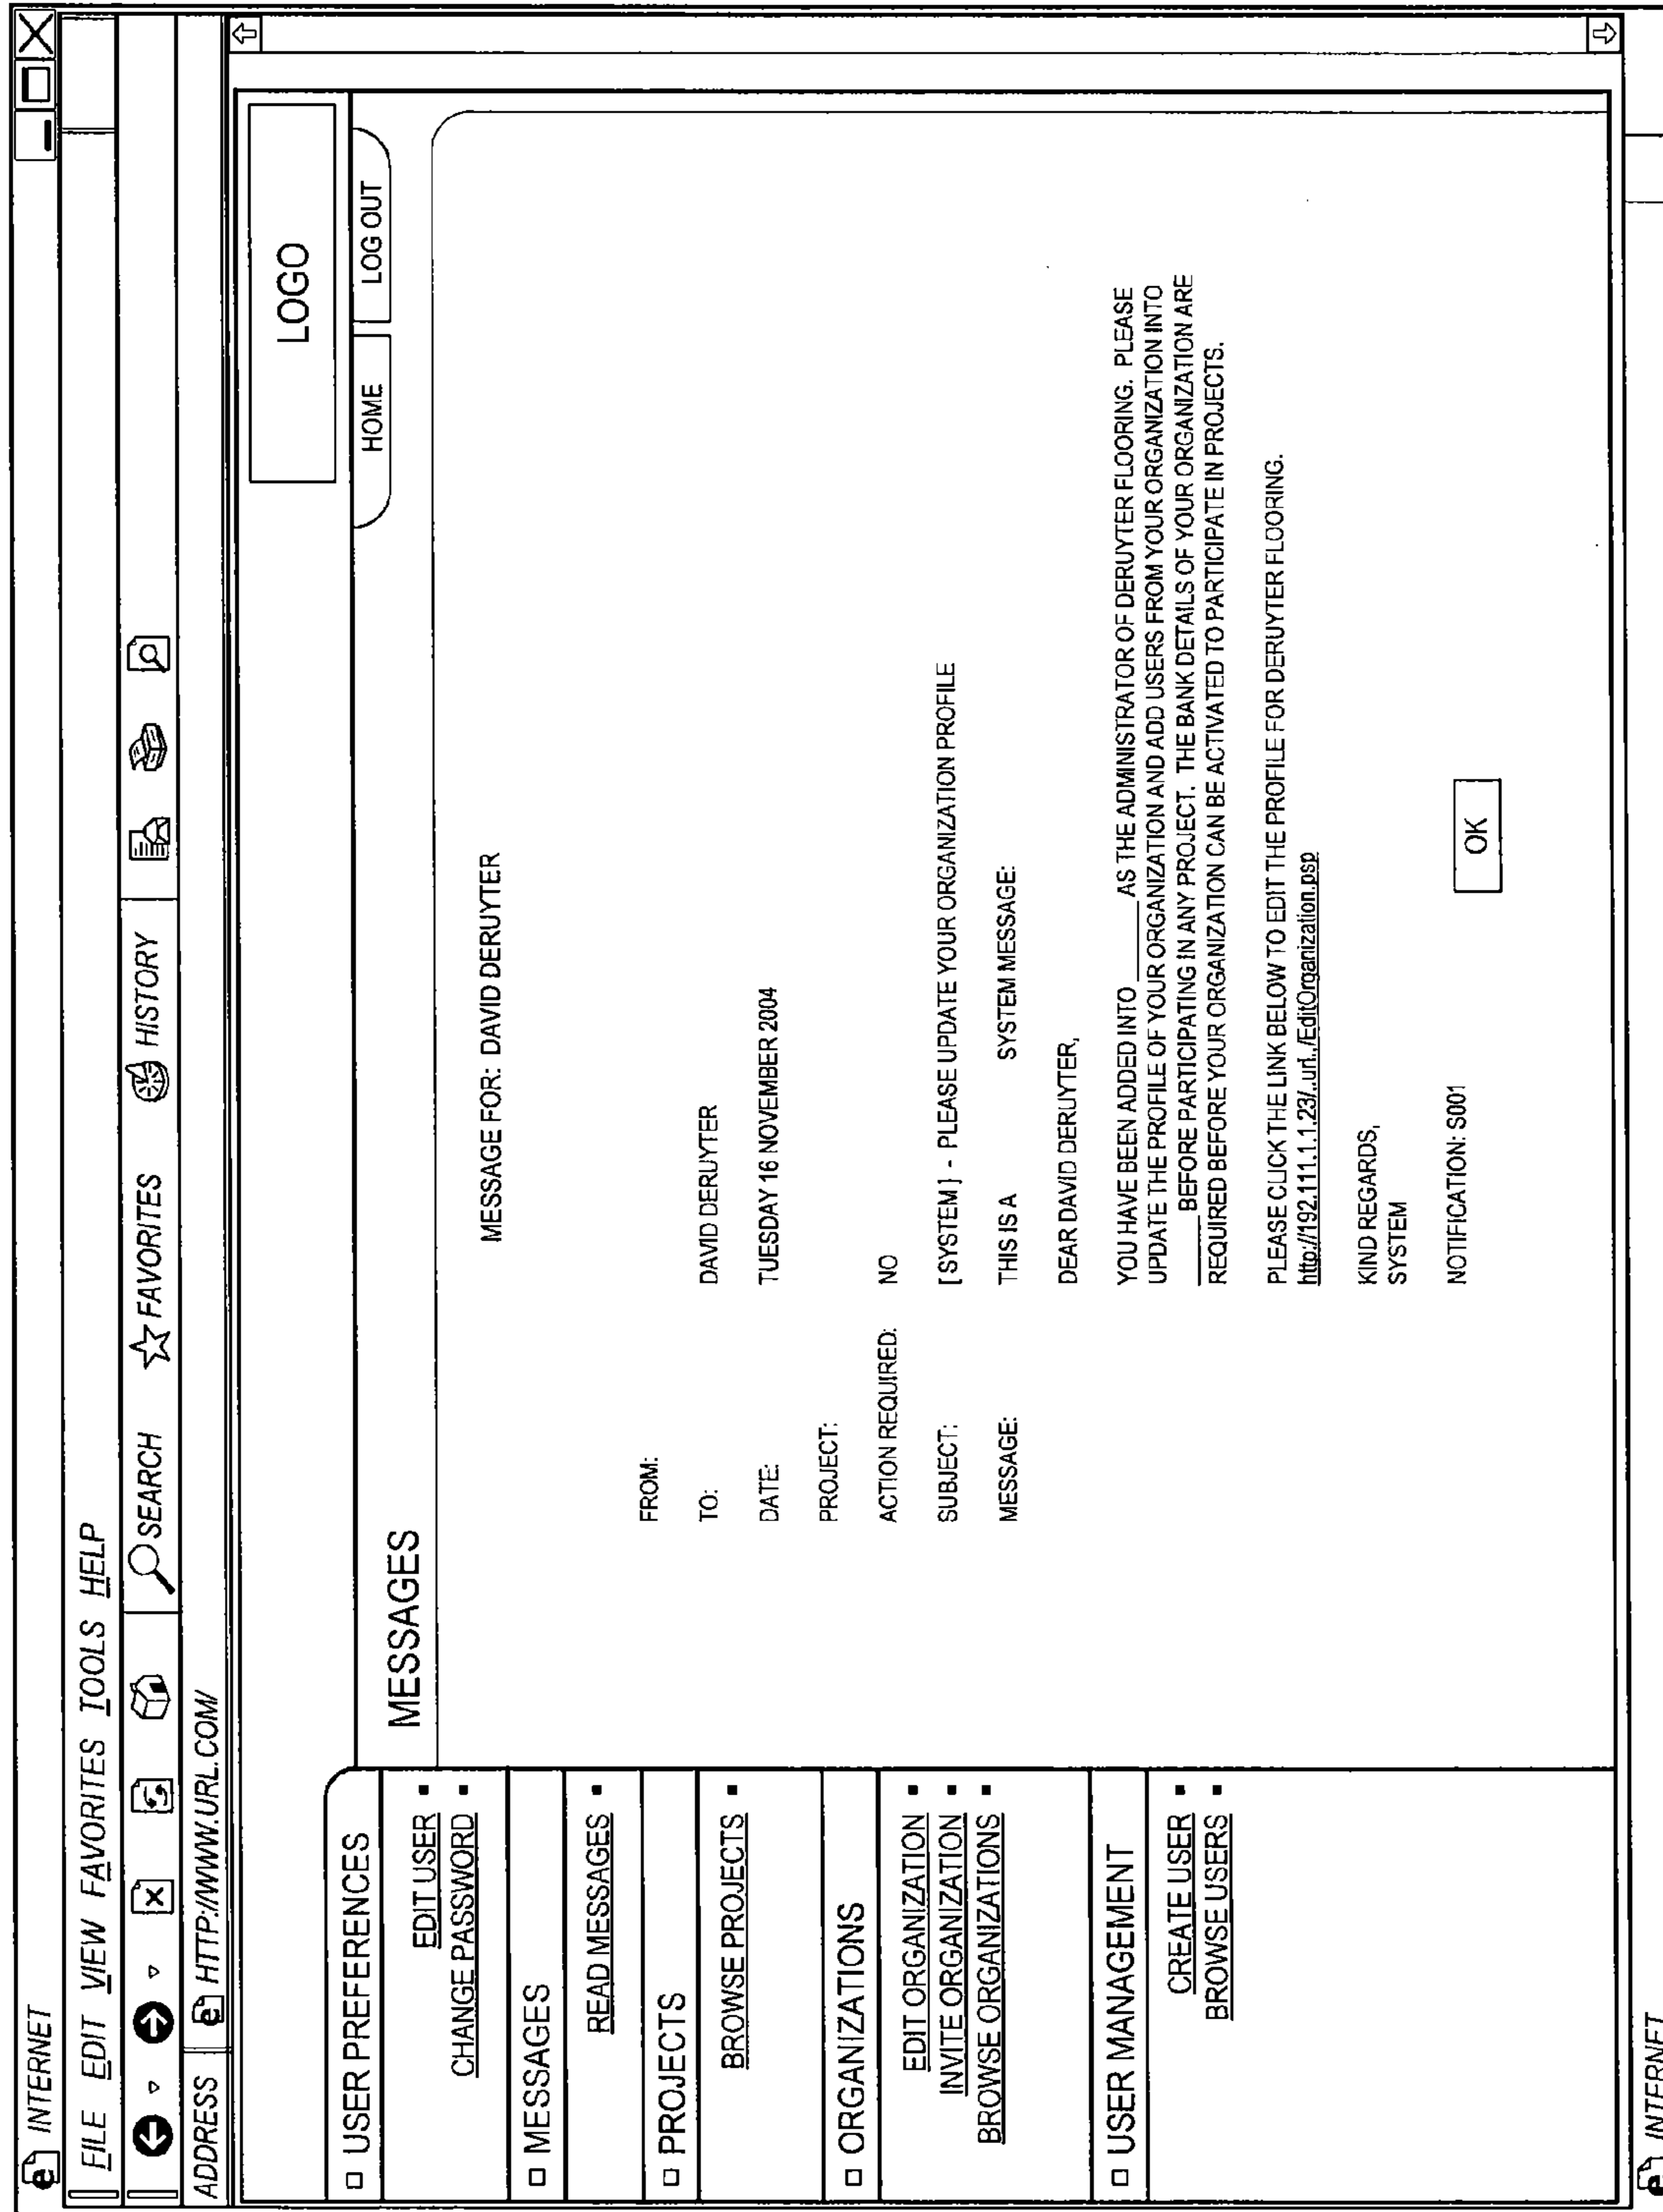 INTERNET
FILE EDIT VIEW FAVORITES TOOLS HELP
SEARCH FAVORITES HISTORY
ADDRESS HTTP://WWW.URL.COM/
LOGO
HOME LOG OUT
USER PREFERENCES
EDIT USER
CHANGE PASSWORD
MESSAGES
READ MESSAGES
PROJECTS
BROWSE PROJECTS
ORGANIZATIONS
EDIT ORGANIZATION
INVITE ORGANIZATION
BROWSE ORGANIZATIONS
USER MANAGEMENT
CREATE USER
BROWSE USERS
MESSAGES
MESSAGE FOR: DAVID DERUYTER
FROM:
TO: DAVID DERUYTER
DATE: TUESDAY 16 NOVEMBER 2004
PROJECT:
ACTION REQUIRED: NO
SUBJECT: [SYSTEM] - PLEASE UPDATE YOUR ORGANIZATION PROFILE
MESSAGE: THIS IS A SYSTEM MESSAGE:
DEAR DAVID DERUYTER,
YOU HAVE BEEN ADDED INTO ____ AS THE ADMINISTRATOR OF DERUYTER FLOORING. PLEASE
UPDATE THE PROFILE OF YOUR ORGANIZATION AND ADD USERS FROM YOUR ORGANIZATION INTO
____ BEFORE PARTICIPATING IN ANY PROJECT. THE BANK DETAILS OF YOUR ORGANIZATION ARE
REQUIRED BEFORE YOUR ORGANIZATION CAN BE ACTIVATED TO PARTICIPATE IN PROJECTS.
PLEASE CLICK THE LINK BELOW TO EDIT THE PROFILE FOR DERUYTER FLOORING.
http://192.111.1.1.23/..url../EditOrganization.psp
KIND REGARDS,
SYSTEM
NOTIFICATION: S001
OK
INTERNET